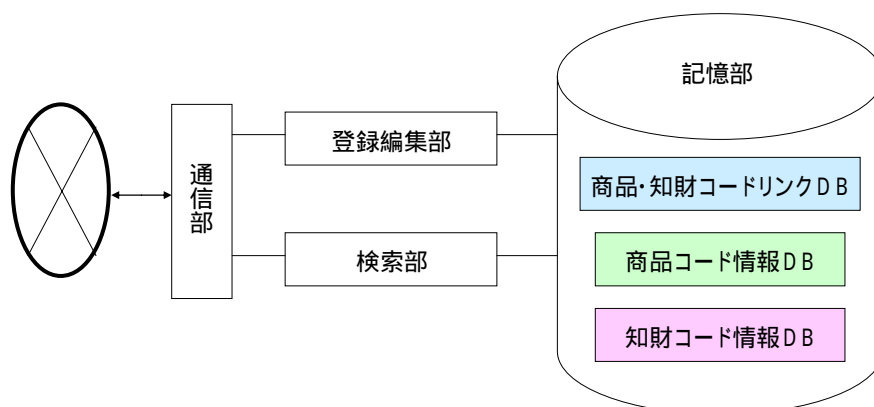 記憶部
登録編集部
通信部
商品・知財コードリンクＤＢ
検索部
商品コード情報ＤＢ
知財コード情報ＤＢ